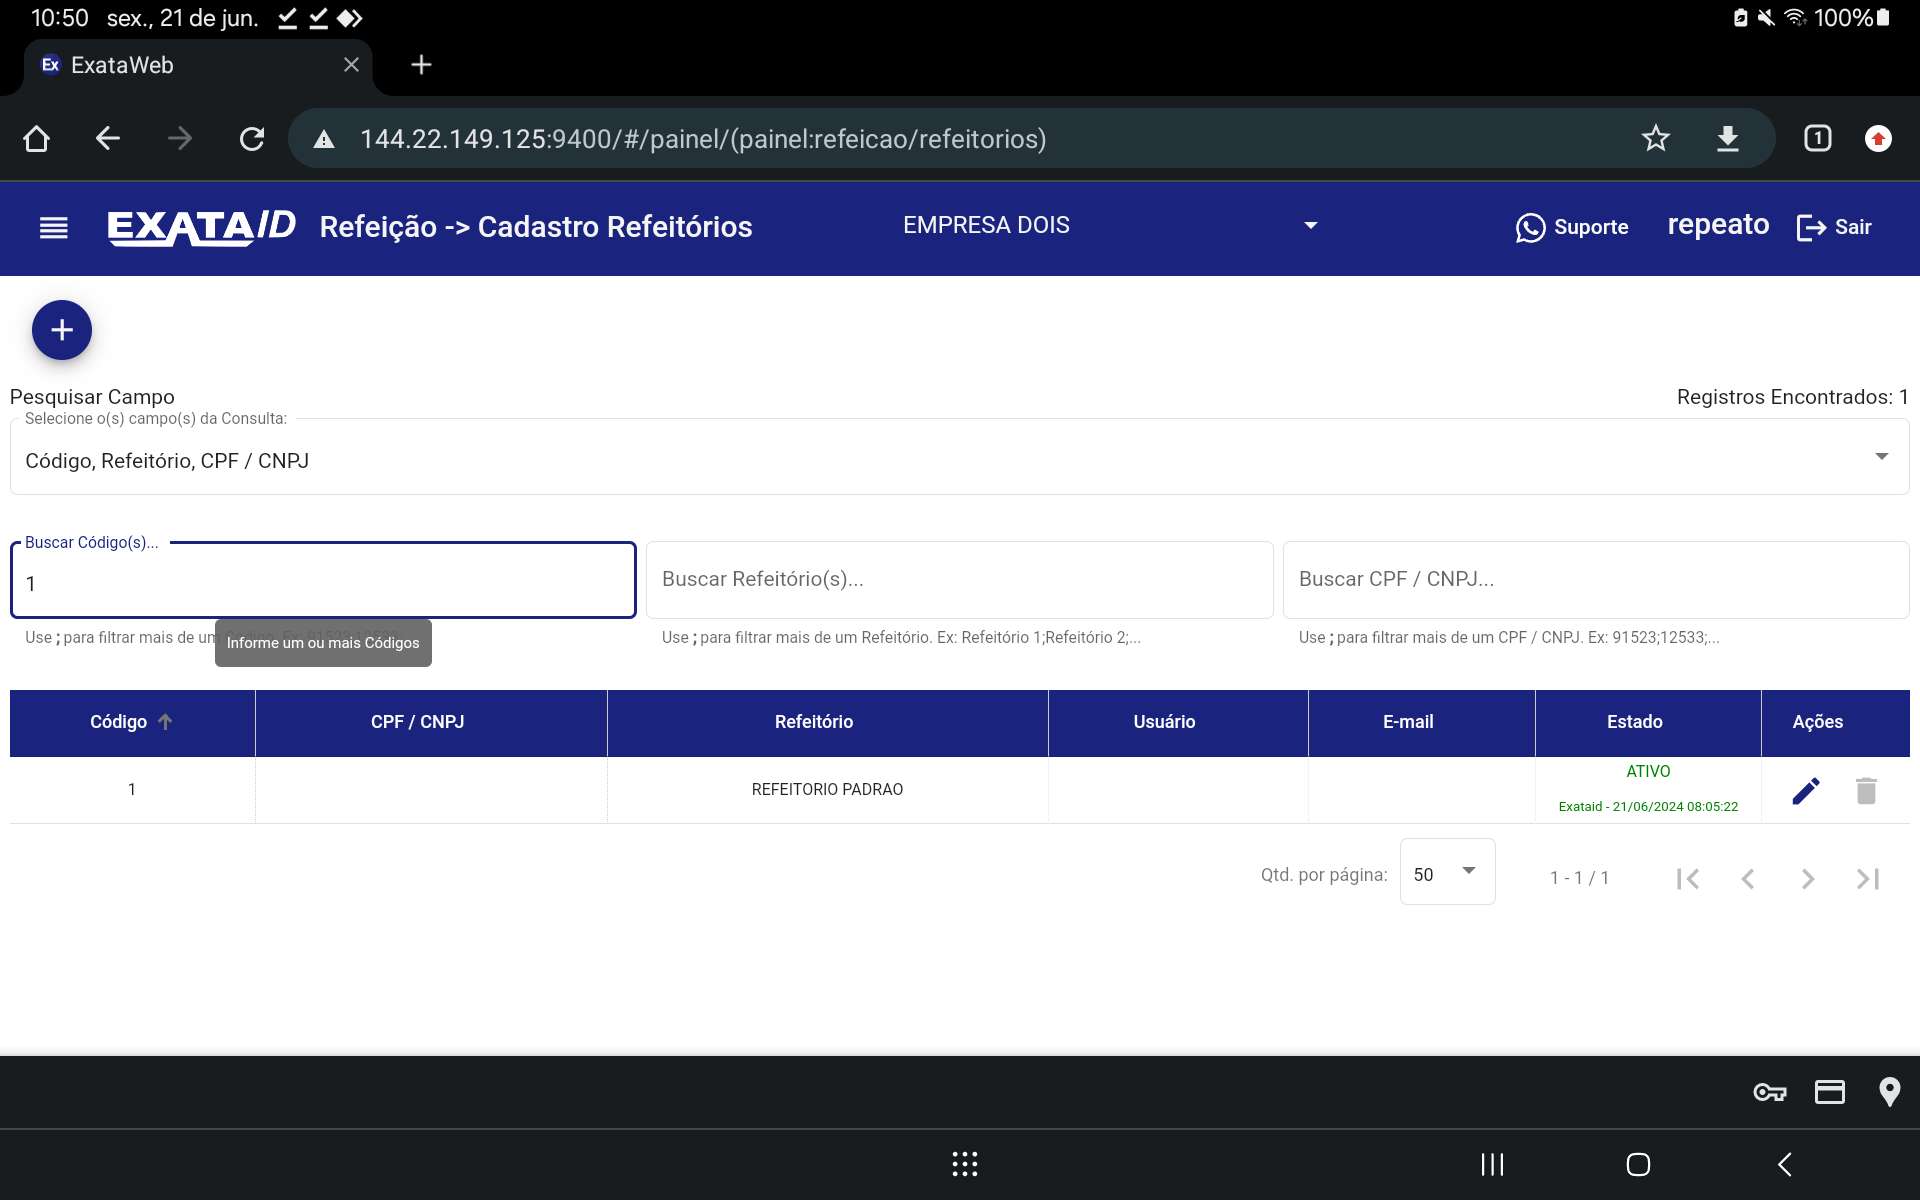 10:50 sex., 21 de jun. 100%
Ex ExataWeb
144.22.149.125:9400/#/painel/(painel:refeicao/refeitorios) 1
EXATAID Refeição -> Cadastro Refeitórios EMPRESA DOIS Suporte repeato Sair
Pesquisar Campo Registros Encontrados: 1
Selecione o(s) campo(s) da Consulta:
Código, Refeitório, CPF / CNPJ
Buscar Código(s)...
1 Buscar Refeitório(s)... Buscar CPF / CNPJ...
Use ; para filtrar mais de um Use ; para filtrar mais de um Refeitório. Ex: Refeitório 1;Refeitório 2;... Use ; para filtrar mais de um CPF / CNPJ. Ex: 91523;12533;...
Informe um ou mais Códigos
Código CPF / CNPJ Refeitório Usuário E-mail Estado Ações
1 REFEITORIO PADRAO ATIVO
Exataid - 21/06/2024 08:05:22
Qtd. por página: 50 1 - 1 / 1